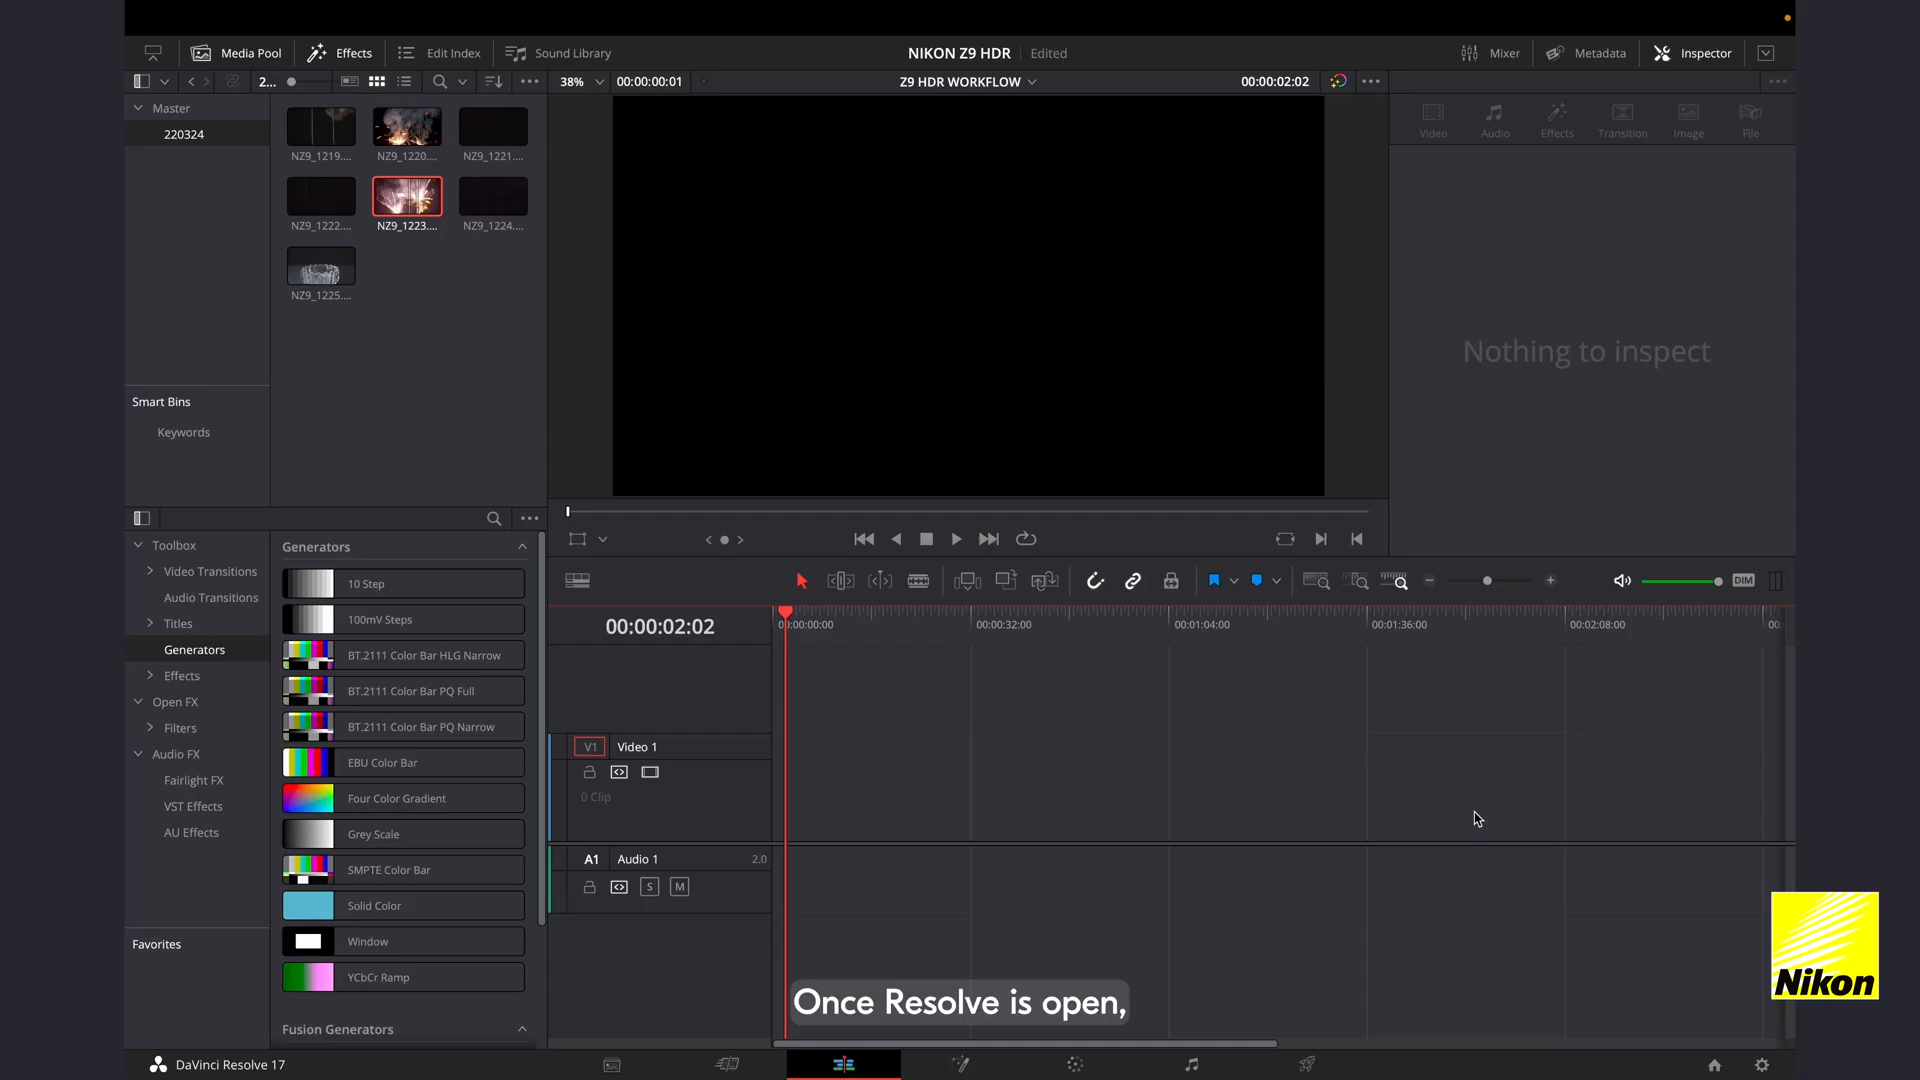 Media Pool
Effects
Edit Index
Sound Library
NIKON Z9 HDR
Edited
Mixer
Metadata
Inspector
2...
38%
00:00:00:01
Z9 HDR WORKFLOW
00:00:02:02
Master
220324
NZ9_1219....
NZ9_1220....
NZ9_1221....
NZ9_1222....
NZ9_1223....
NZ9_1224....
NZ9_1225....
Video
Audio
Effects
Transition
Image
File
Nothing to inspect
Smart Bins
Keywords
Toolbox
Video Transitions
Audio Transitions
Titles
Generators
Effects
Open FX
Filters
Audio FX
Fairlight FX
VST Effects
AU Effects
Favorites
Generators
10 Step
100mV Steps
BT.2111 Color Bar HLG Narrow
BT.2111 Color Bar PQ Full
BT.2111 Color Bar PQ Narrow
EBU Color Bar
Four Color Gradient
Grey Scale
SMPTE Color Bar
Solid Color
Window
YCbCr Ramp
Fusion Generators
DIM
00:00:02:02
00:00:00:00
00:00:32:00
00:01:04:00
00:01:36:00
00:02:08:00
00:
V1
Video 1
0 Clip
A1
Audio 1
2.0
S
M
Once Resolve is open,
Nikon
DaVinci Resolve 17